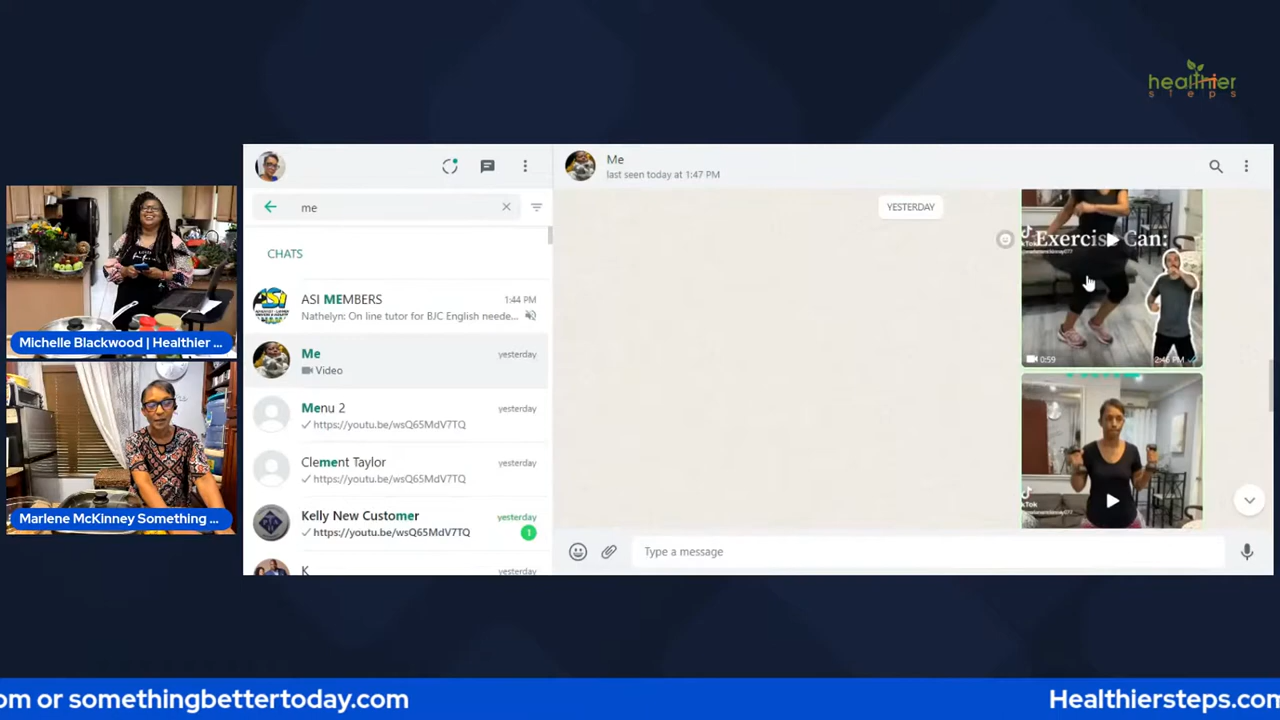 healthier
steps
Michelle Blackwood | Healthier ...
Marlene McKinney Something ...
me
CHATS
ASI MEMBERS
1:44 PM
Nathelyn: On line tutor for BJC English neede...
Me
yesterday
Video
Menu 2
yesterday
https://youtu.be/wsQ65MdV7TQ
Clement Taylor
yesterday
https://youtu.be/wsQ65MdV7TQ
Kelly New Customer
yesterday
https://youtu.be/wsQ65MdV7TQ
1
K
yesterday
Me
last seen today at 1:47 PM
YESTERDAY
Exercise Can:
0:59
2:46 PM
Type a message
om or somethingbettertoday.com
Healthiersteps.com